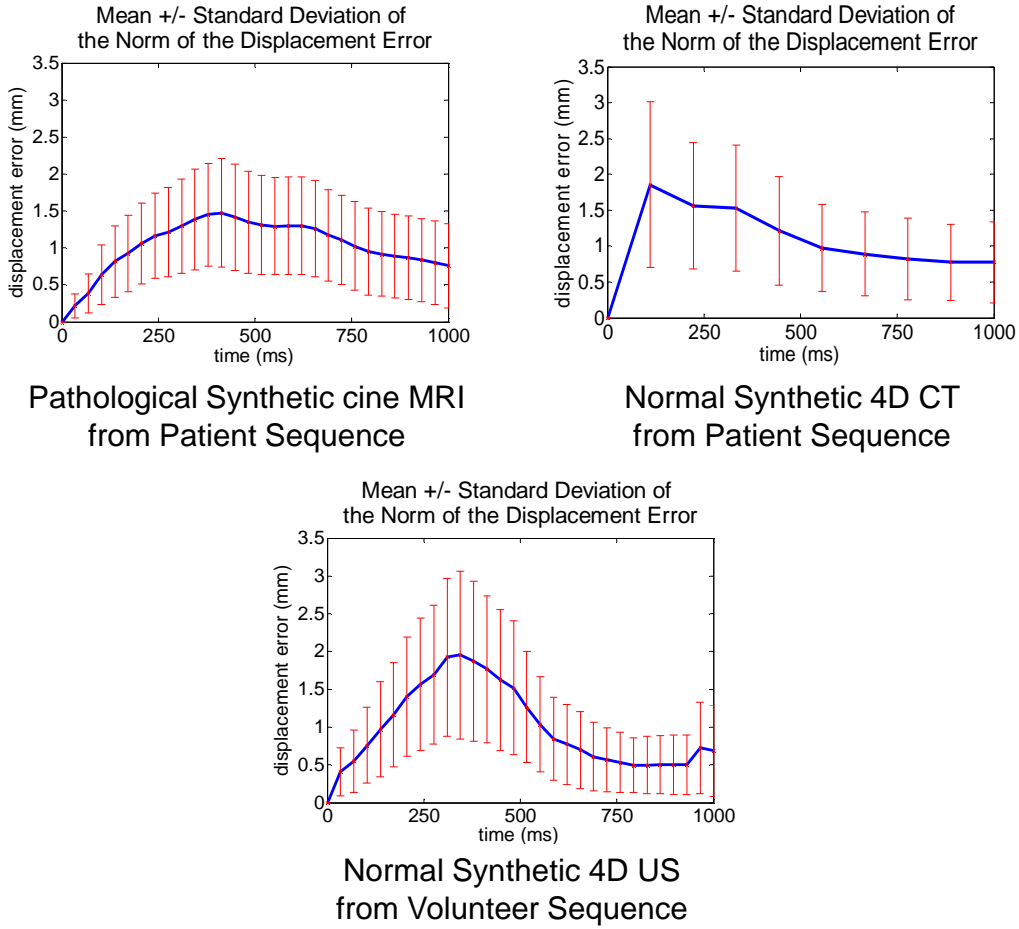 Mean +/- Standard Deviation of
the Norm of the Displacement Error
3.5
3
2.5
2
1.5
1
0.5
0
displacement error (mm)
0
250
500
750
1000
time (ms)
Pathological Synthetic cine MRI
from Patient Sequence
Mean +/- Standard Deviation of
the Norm of the Displacement Error
3.5
3
2.5
2
1.5
1
0.5
0
displacement error (mm)
0
250
500
750
1000
time (ms)
Normal Synthetic 4D CT
from Patient Sequence
Mean +/- Standard Deviation of
the Norm of the Displacement Error
3.5
3
2.5
2
1.5
1
0.5
0
displacement error (mm)
0
250
500
750
1000
time (ms)
Normal Synthetic 4D US
from Volunteer Sequence